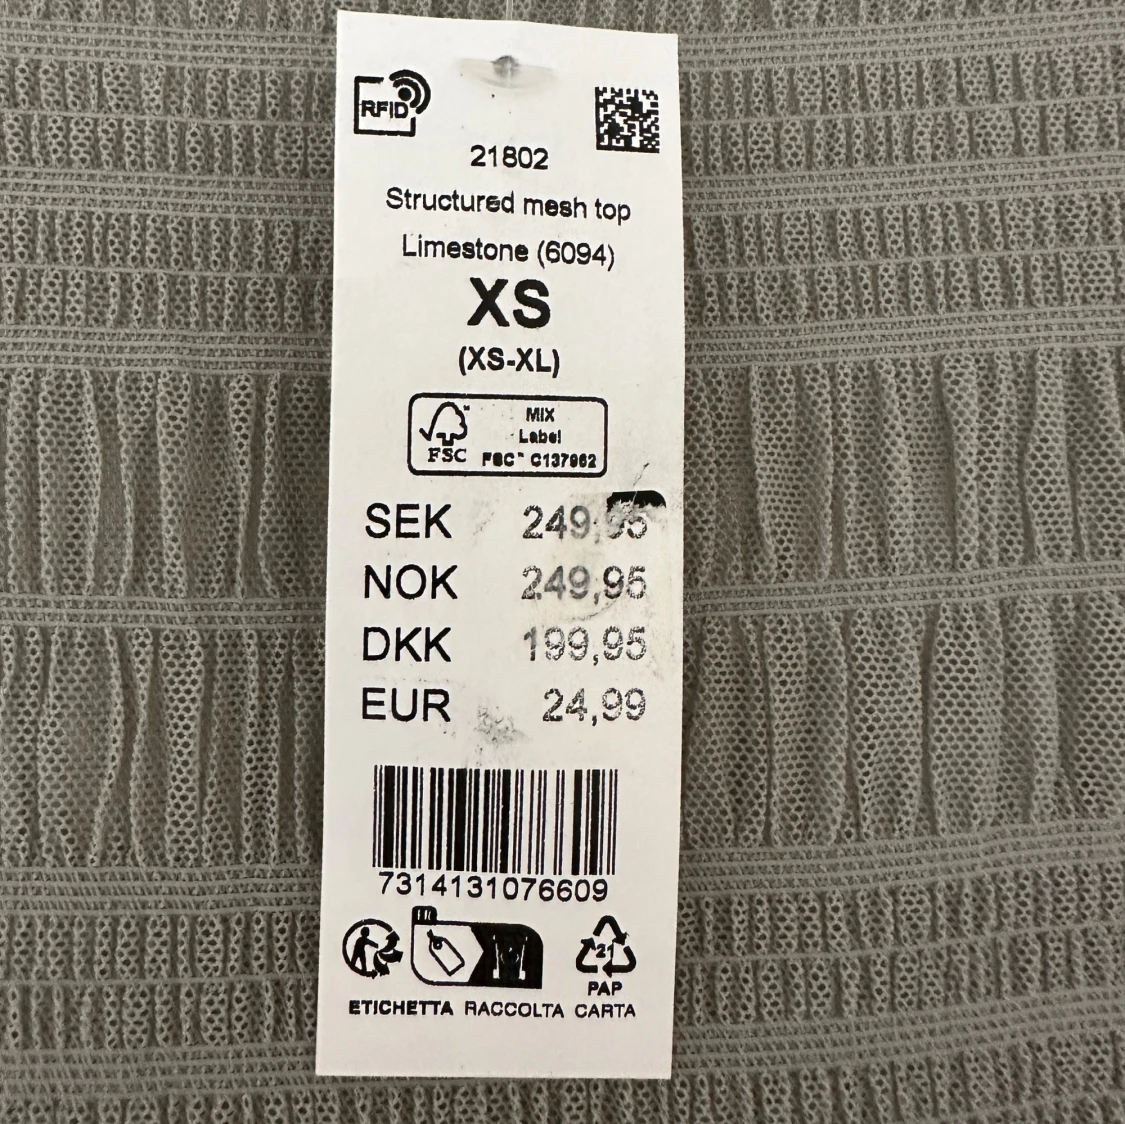 RFID
21802
Structured mesh top
Limestone (6094)
XS
(XS-XL)
FSC
MIX
Label
FSC™ C137962
SEK 249,95
NOK 249,95
DKK 199,95
EUR 24,99
7314131076609
21
PAP
ETICHETTA RACCOLTA CARTA